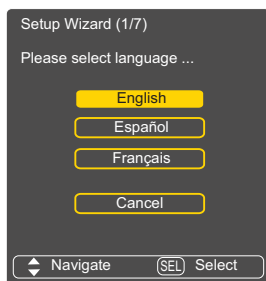 Setup Wizard (1/7)
Please select language ...
English
Español
Français
Cancel
Navigate SEL Select